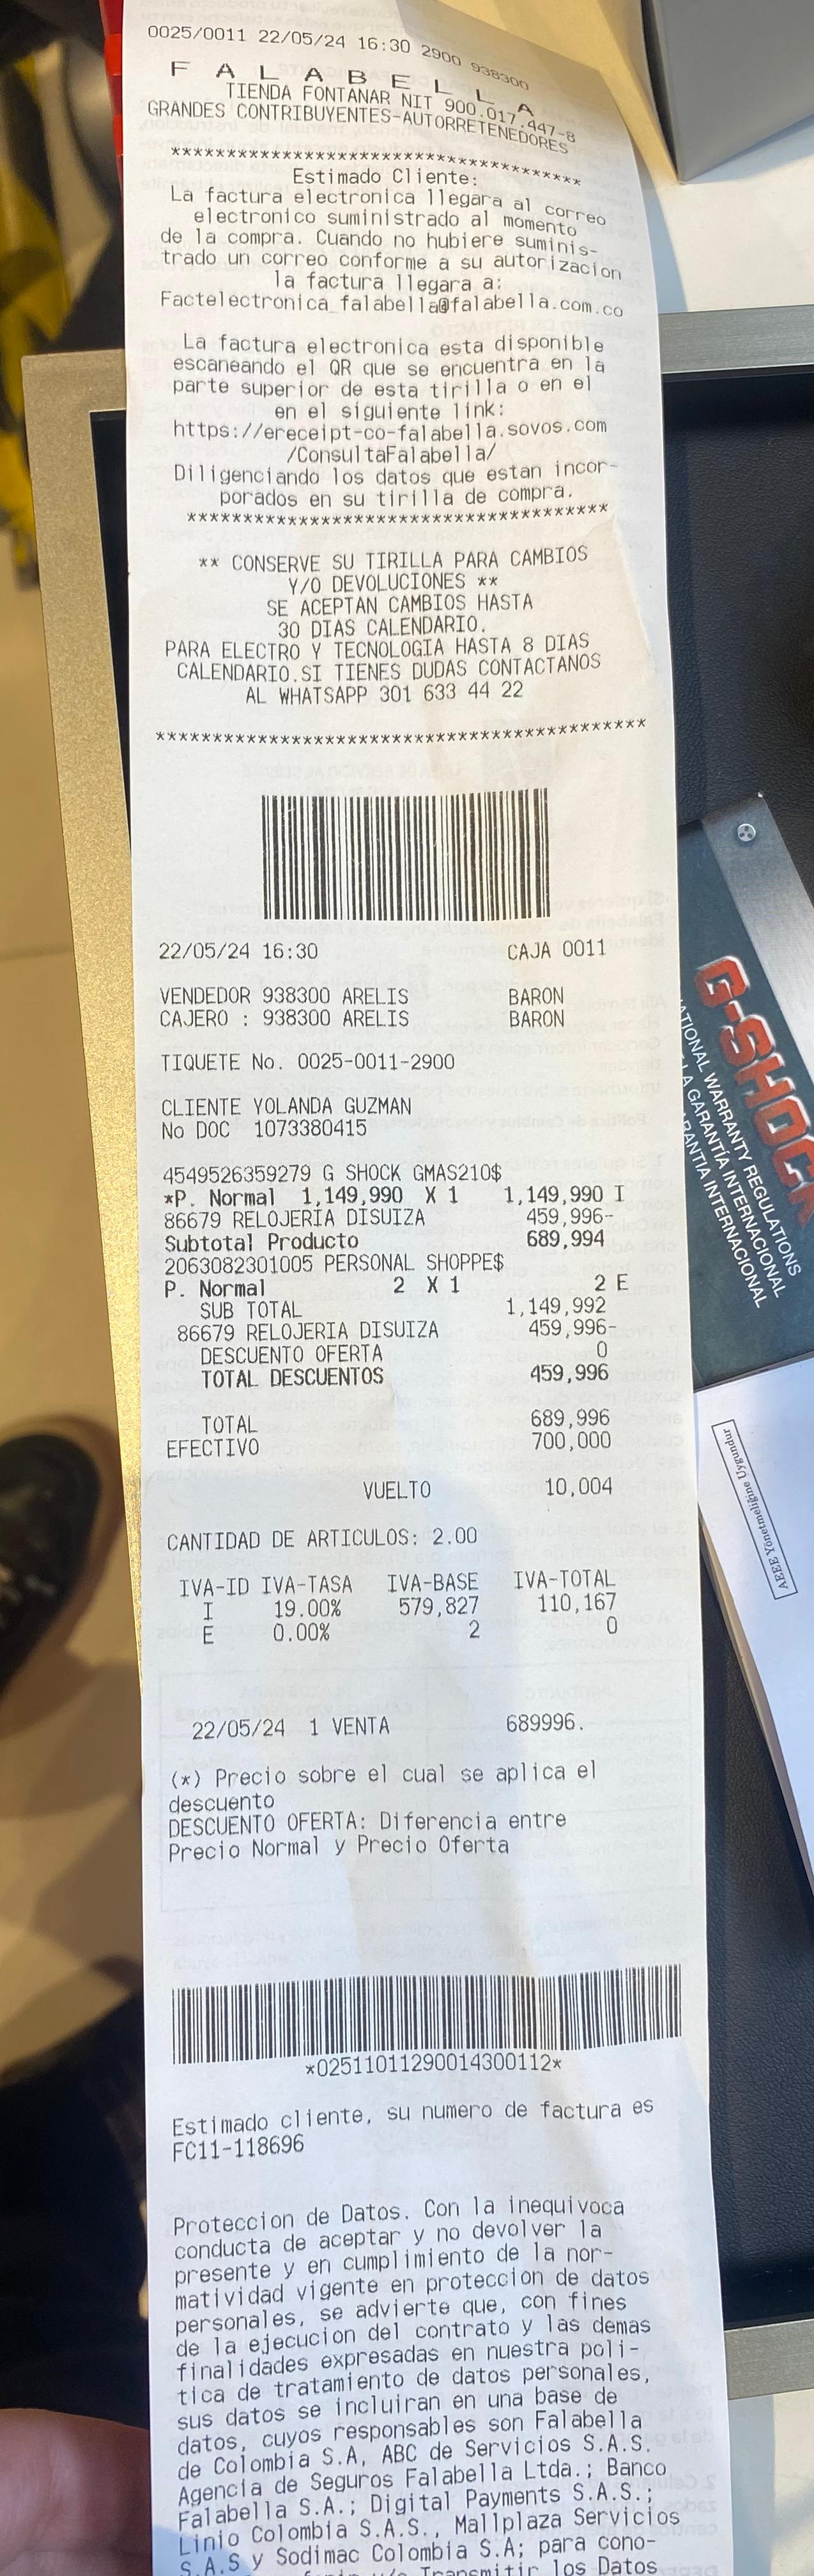 0025/0011 22/05/24 16:30 2900 938300
F A L A B E L L A
TIENDA FONTANAR NIT 900.017.447-8
GRANDES CONTRIBUYENTES-AUTORRETENEDORES
*************************************
Estimado Cliente:
La factura electronica llegara al correo
electronico suministrado al momento
de la compra. Cuando no hubiere suminis-
trado un correo conforme a su autorizacion
la factura llegara a:
Factelectronica_falabella@falabella.com.co
La factura electronica esta disponible
escaneando el QR que se encuentra en la
parte superior de esta tirilla o en el
en el siguiente link:
https://ereceipt-co-falabella.sovos.com
/ConsultaFalabella/
Diligenciando los datos que estan incor-
porados en su tirilla de compra.
*************************************
** CONSERVE SU TIRILLA PARA CAMBIOS
Y/O DEVOLUCIONES **
SE ACEPTAN CAMBIOS HASTA
30 DIAS CALENDARIO.
PARA ELECTRO Y TECNOLOGIA HASTA 8 DIAS
CALENDARIO.SI TIENES DUDAS CONTACTANOS
AL WHATSAPP 301 633 44 22
*******************************************
22/05/24 16:30 CAJA 0011
VENDEDOR 938300 ARELIS BARON
CAJERO : 938300 ARELIS BARON
TIQUETE No. 0025-0011-2900
CLIENTE YOLANDA GUZMAN
No DOC 1073380415
4549526359279 G SHOCK GMAS210$
*P. Normal 1,149,990 X 1 1,149,990 I
86679 RELOJERIA DISUIZA 459,996-
Subtotal Producto 689,994
2063082301005 PERSONAL SHOPPE$
P. Normal 2 X 1 2 E
SUB TOTAL 1,149,992
86679 RELOJERIA DISUIZA 459,996-
DESCUENTO OFERTA 0
TOTAL DESCUENTOS 459,996
TOTAL 689,996
EFECTIVO 700,000
VUELTO 10,004
CANTIDAD DE ARTICULOS: 2.00
IVA-ID IVA-TASA IVA-BASE IVA-TOTAL
I 19.00% 579,827 110,167
E 0.00% 2 0
22/05/24 1 VENTA 689996.
(*) Precio sobre el cual se aplica el
descuento
DESCUENTO OFERTA: Diferencia entre
Precio Normal y Precio Oferta
*02511011290014300112*
Estimado cliente, su numero de factura es
FC11-118696
Proteccion de Datos. Con la inequivoca
conducta de aceptar y no devolver la
presente y en cumplimiento de la nor-
matividad vigente en proteccion de datos
personales, se advierte que, con fines
de la ejecucion del contrato y las demas
finalidades expresadas en nuestra poli-
tica de tratamiento de datos personales,
sus datos se incluiran en una base de
datos, cuyos responsables son Falabella
de Colombia S.A, ABC de Servicios S.A.S.
Agencia de Seguros Falabella Ltda.; Banco
Falabella S.A.; Digital Payments S.A.S.;
Linio Colombia S.A.S., Mallplaza Servicios
S.A.S y Sodimac Colombia S.A; para cono-
Transmitir los Datos
G-SHOCK
NATIONAL WARRANTY REGULATIONS
LA GARANTÍA INTERNACIONAL
GARANTIA INTERNACIONAL
AEEE Yönetmeliğine Uygundur